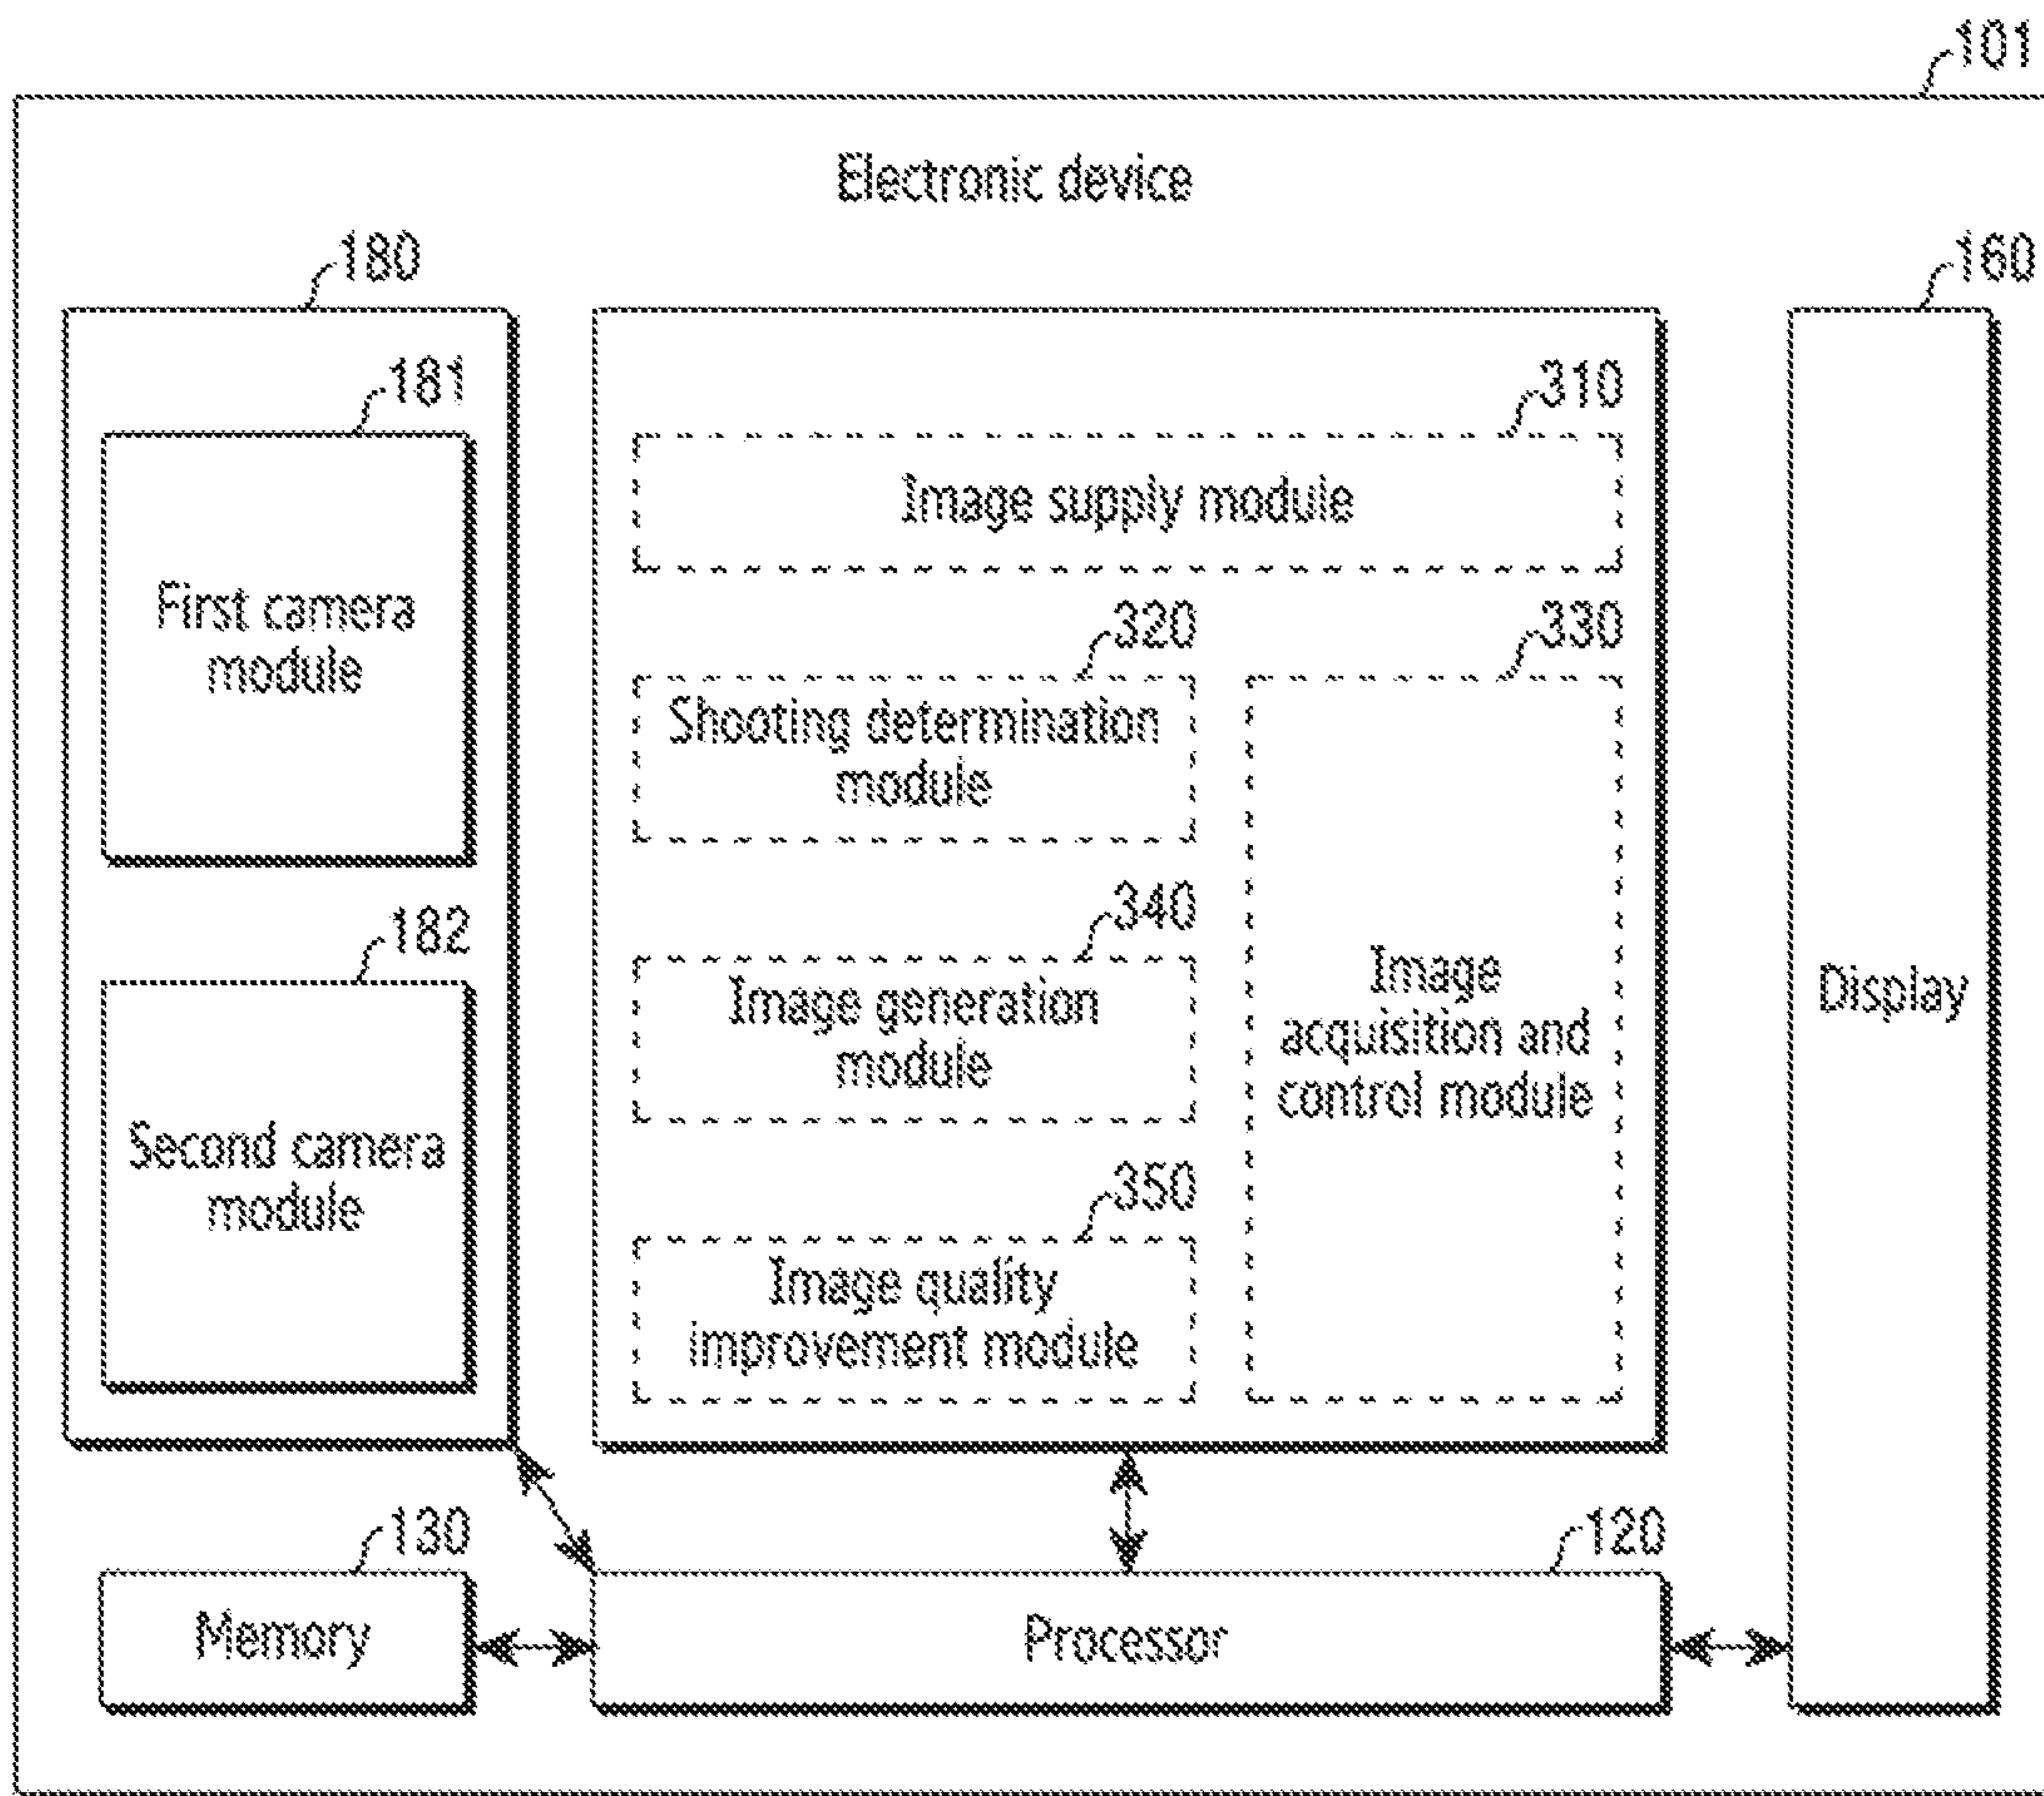 101
Electronic device
180
160
181
310
First camera
module
Image supply module
320
330
Shooting determination
module
182
340
Second camera
module
Image generation
module
Image
acquisition and
control module
Display
350
Image quality
improvement module
130
120
Memory
Processor